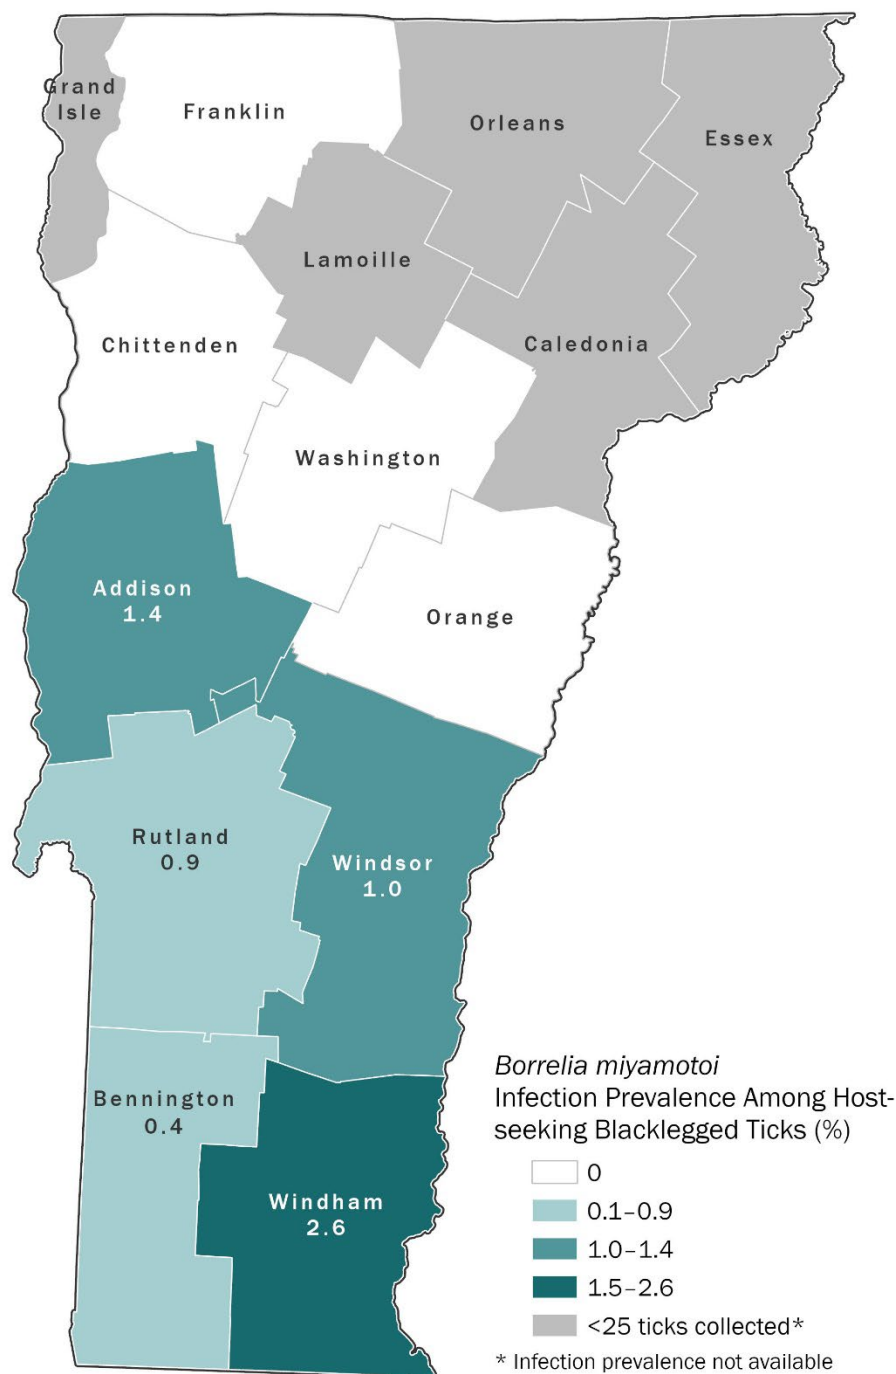 Grand
Isle
Franklin
Orleans
Essex
Lamoille
Chittenden
Caledonia
Washington
Addison
1.4
Orange
Rutland
0.9
Windsor
1.0
Bennington
0.4
Windham
2.6
Borrelia miyamotoi
Infection Prevalence Among Host-
seeking Blacklegged Ticks (%)
0
0.1–0.9
1.0–1.4
1.5–2.6
<25 ticks collected*
* Infection prevalence not available